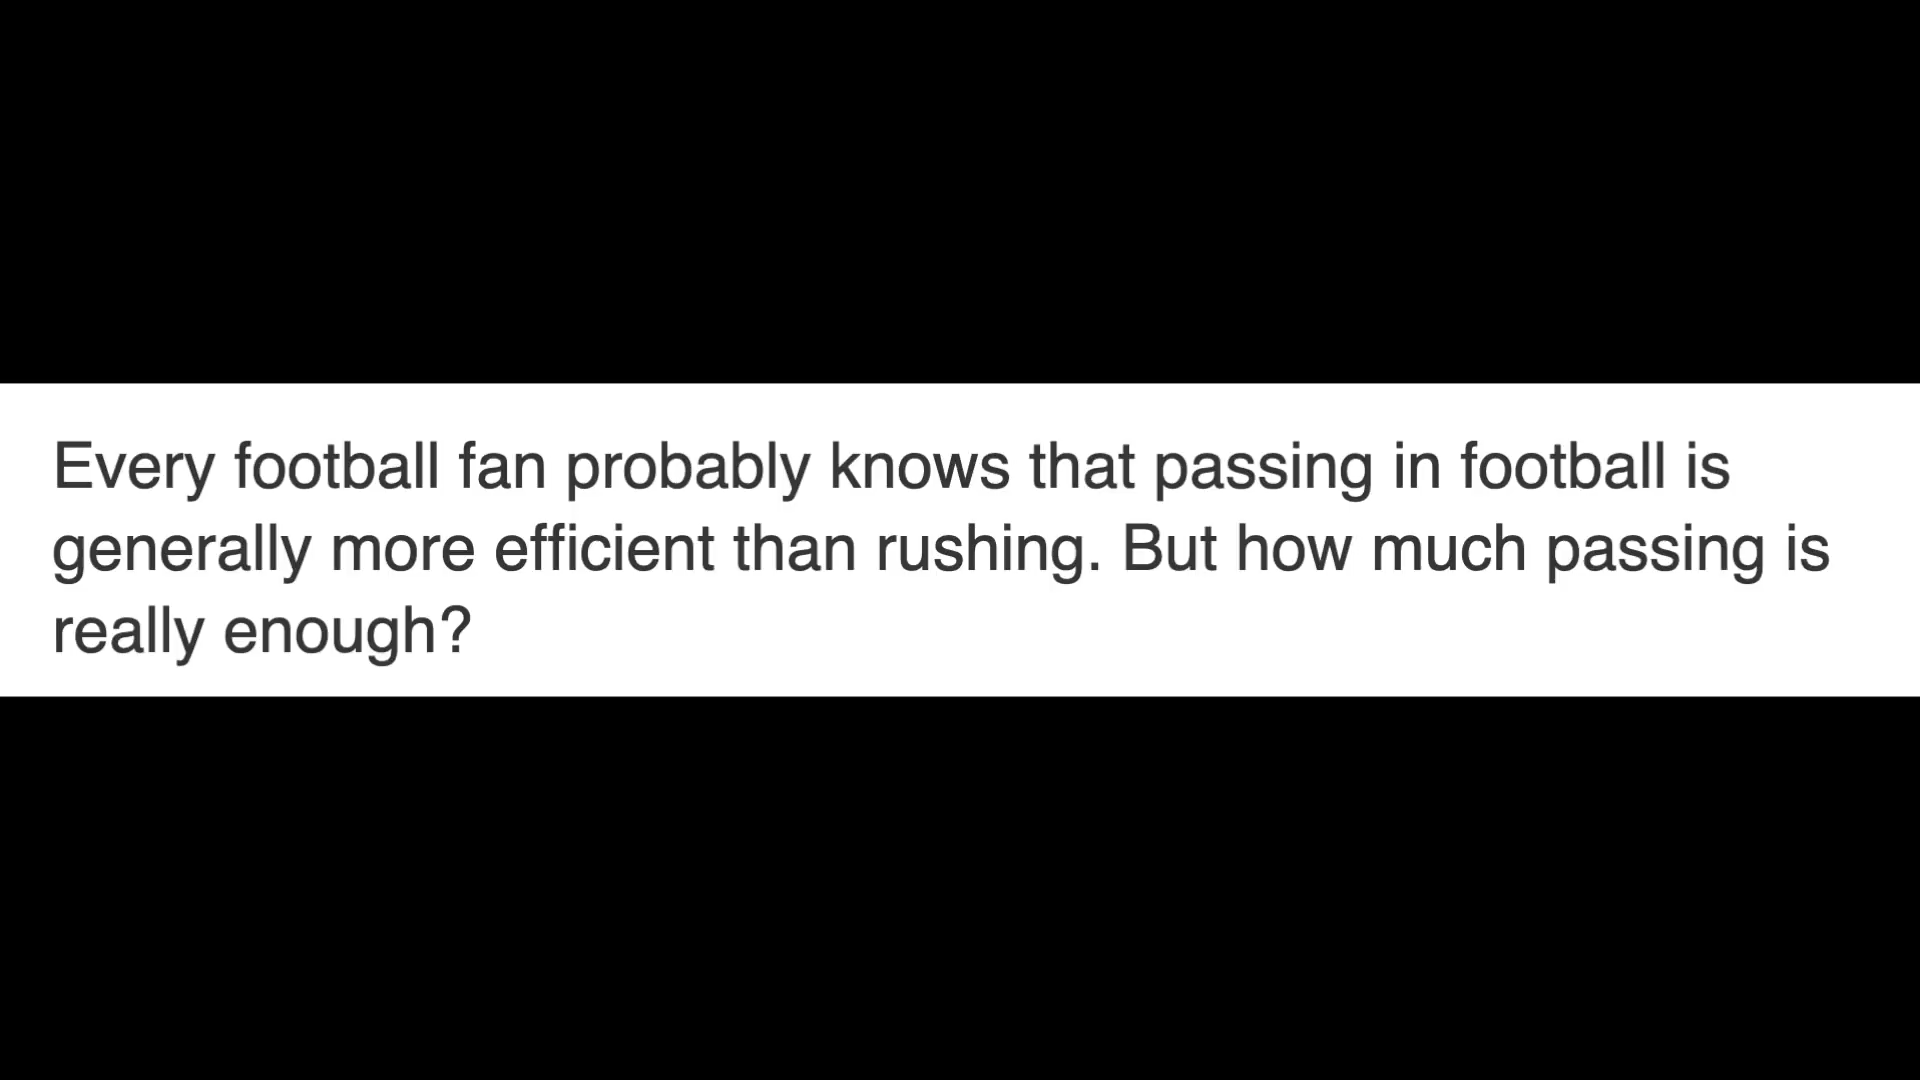 Every football fan probably knows that passing in football is
generally more efficient than rushing. But how much passing is
really enough?